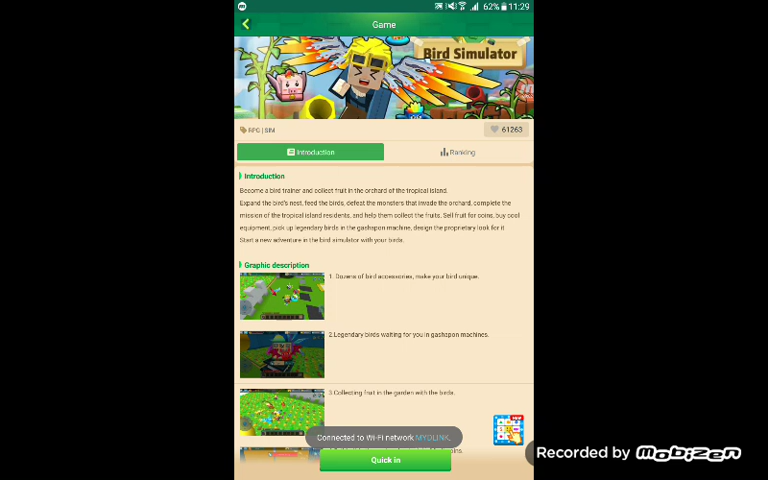 62% 11:29
Game
Bird Simulator
RPG | SIM
61263
Introduction
Ranking
Introduction
Become a bird trainer and collect fruit in the orchard of the tropical island.
Expand the bird's nest, feed the birds, defeat the monsters that invade the orchard, complete the
mission of the tropical island residents, and help them collect the fruits. Sell fruit for coins, buy cool
equipment, pick up legendary birds in the gashapon machine, design the proprietary look for it
Start a new adventure in the bird simulator with your birds.
Graphic description
1. Dozens of bird accessories, make your bird unique.
2.Legendary birds waiting for you in gashapon machines.
3.Collecting fruit in the garden with the birds.
Connected to Wi-Fi network MYDLINK.
Quick in
Recorded by Mobizen